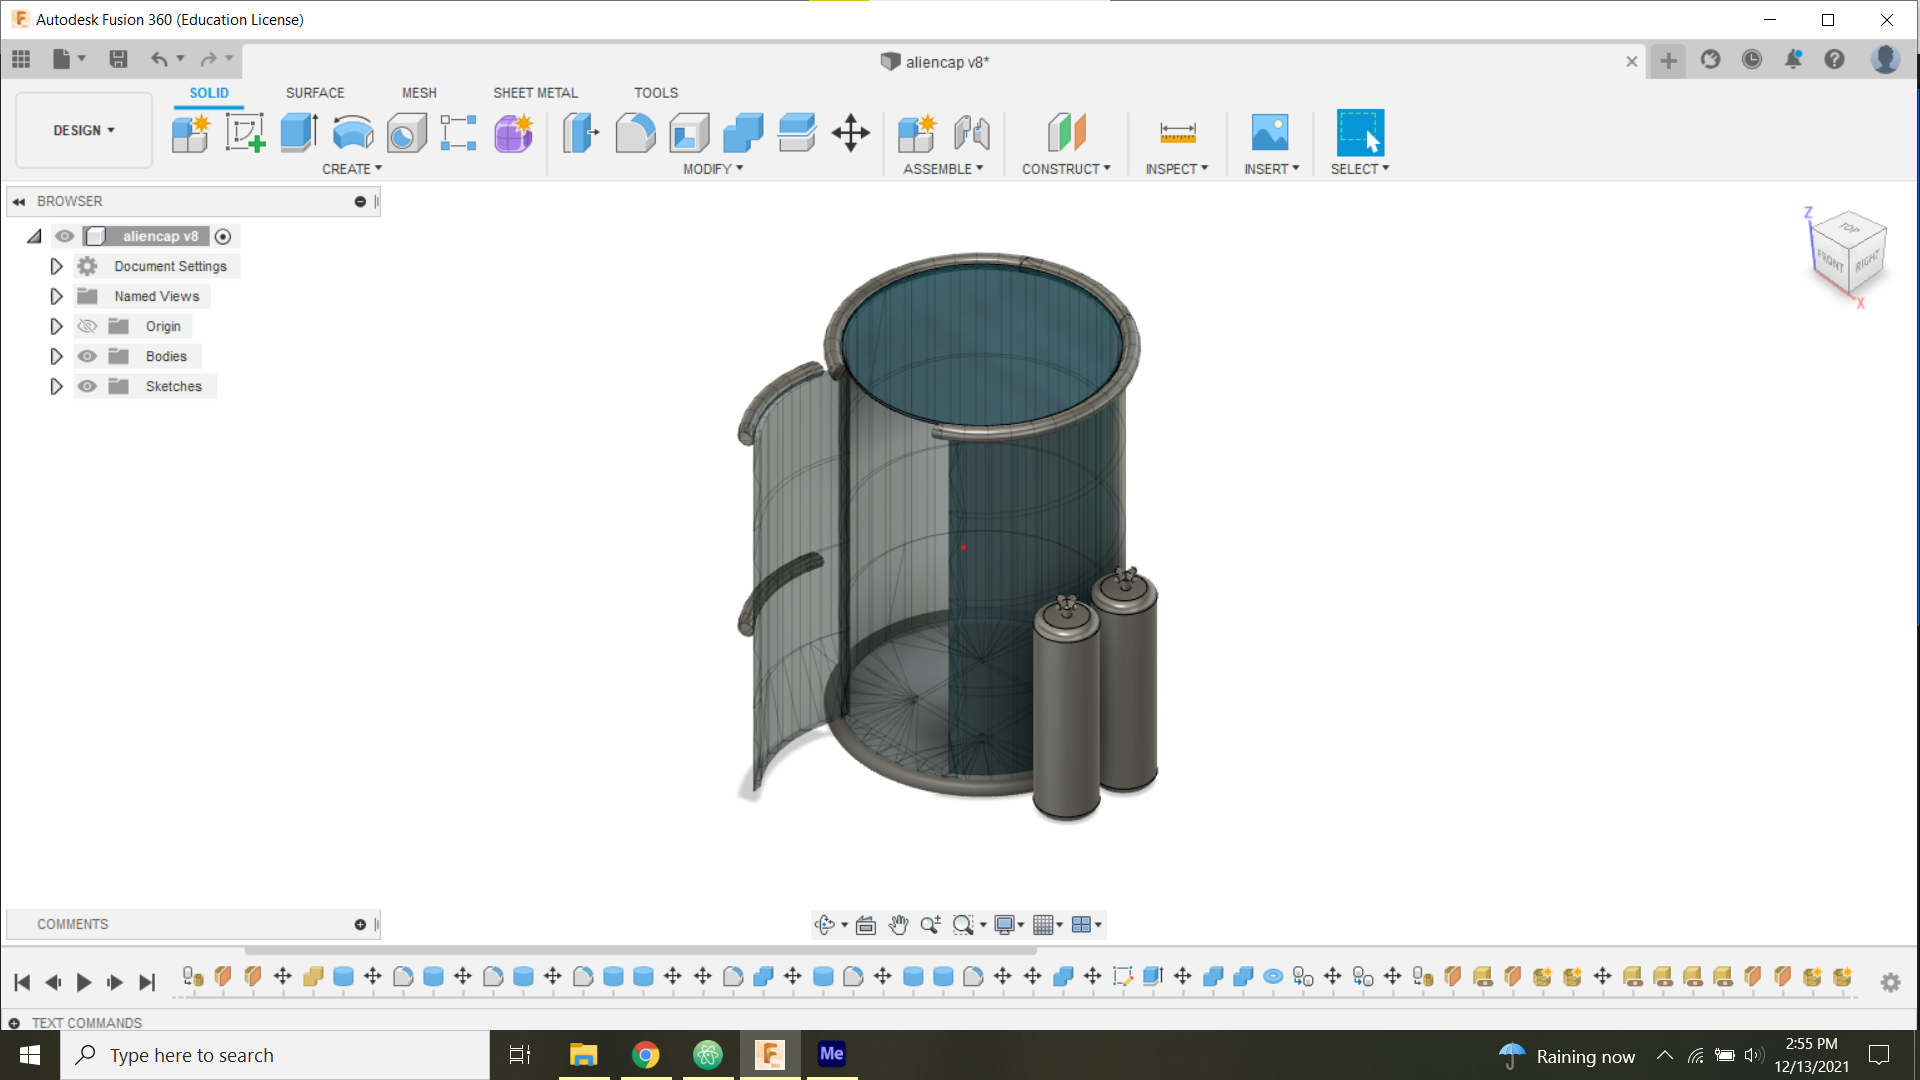 Autodesk Fusion 360 (Education License)
aliencap v8*
SOLID SURFACE MESH SHEET METAL TOOLS
DESIGN
CREATE MODIFY ASSEMBLE CONSTRUCT INSPECT INSERT SELECT
BROWSER
aliencap v8
Document Settings
Named Views
Origin
Bodies
Sketches
Z
TOP
FRONT RIGHT
X
COMMENTS
TEXT COMMANDS
Type here to search
F
360
Me
Raining now
2:55 PM
12/13/2021